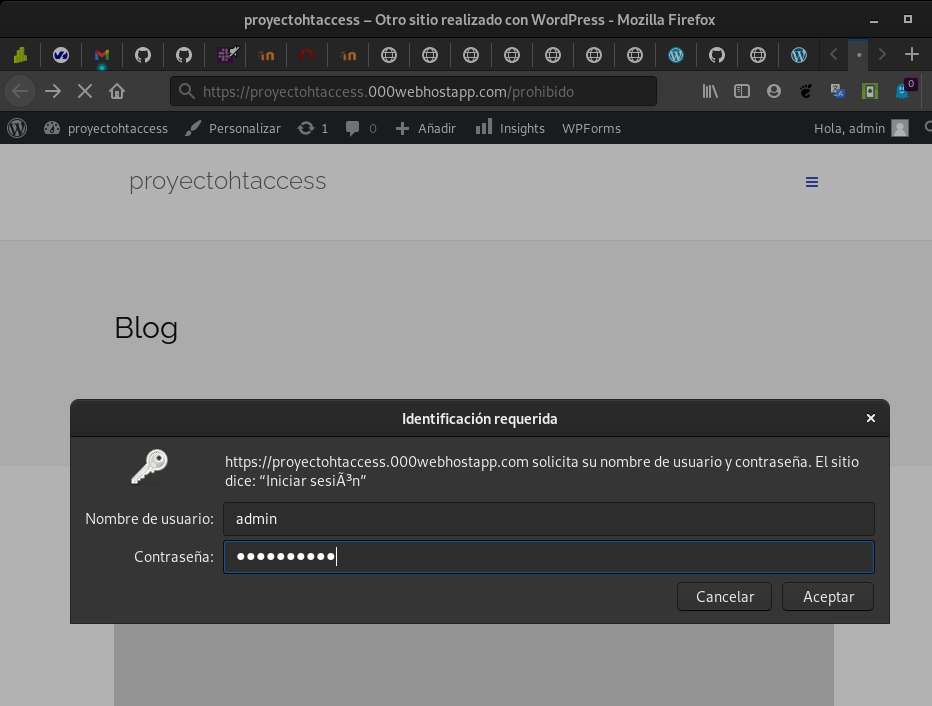 proyectohtaccess – Otro sitio realizado con WordPress - Mozilla Firefox
https://proyectohtaccess.000webhostapp.com/prohibido
0
proyectohtaccess Personalizar 1 0 Añadir Insights WPForms Hola, admin
proyectohtaccess
Blog
Identificación requerida
https://proyectohtaccess.000webhostapp.com solicita su nombre de usuario y contraseña. El sitio
dice: “Iniciar sesiÃ³n”
Nombre de usuario: admin
Contraseña: ●●●●●●●●●●
Cancelar Aceptar